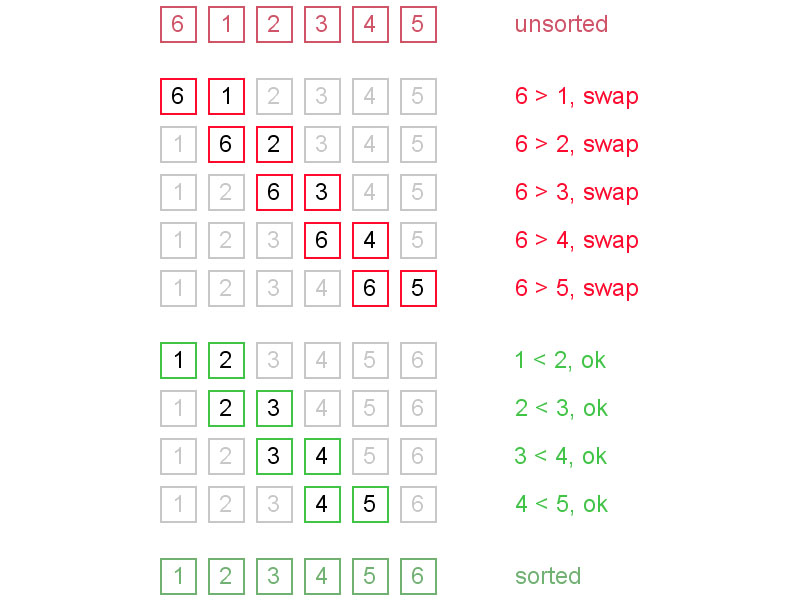 6 1 2 3 4 5 unsorted
6 1 2 3 4 5 6 > 1, swap
1 6 2 3 4 5 6 > 2, swap
1 2 6 3 4 5 6 > 3, swap
1 2 3 6 4 5 6 > 4, swap
1 2 3 4 6 5 6 > 5, swap
1 2 3 4 5 6 1 < 2, ok
1 2 3 4 5 6 2 < 3, ok
1 2 3 4 5 6 3 < 4, ok
1 2 3 4 5 6 4 < 5, ok
1 2 3 4 5 6 sorted